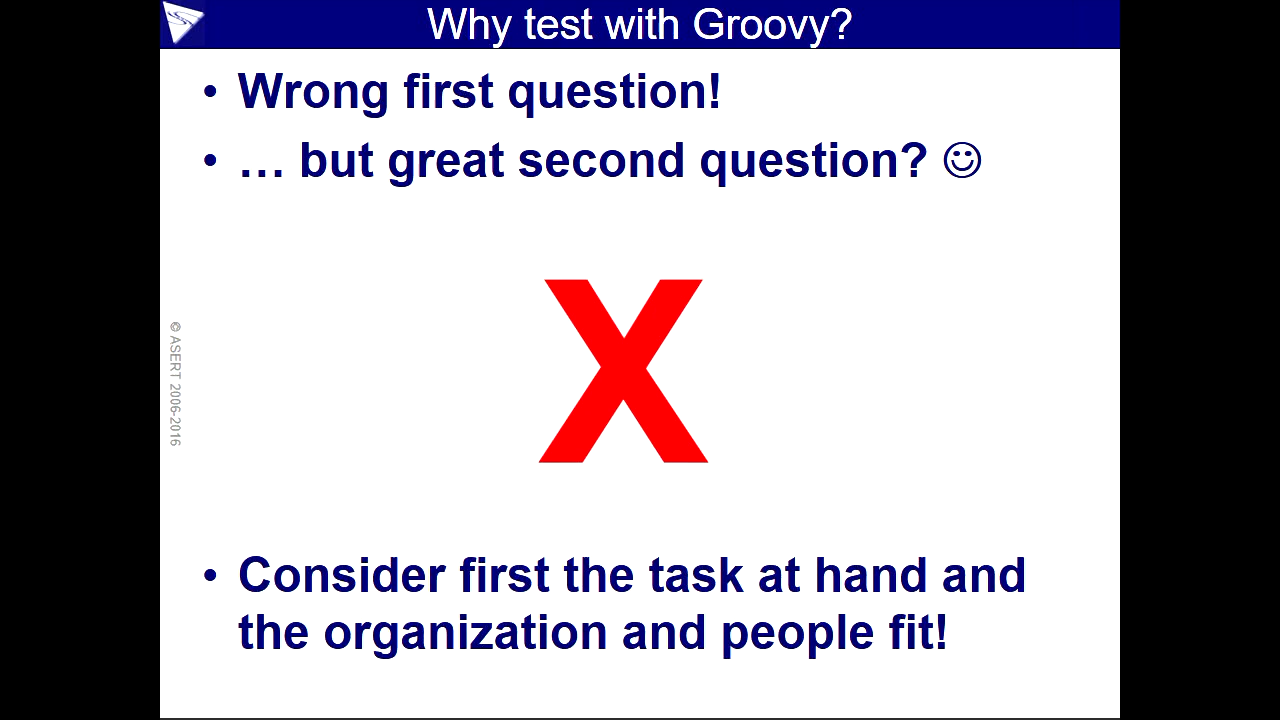 Why test with Groovy?
• Wrong first question!
• … but great second question? ☺
X
© ASERT 2006-2016
• Consider first the task at hand and
the organization and people fit!